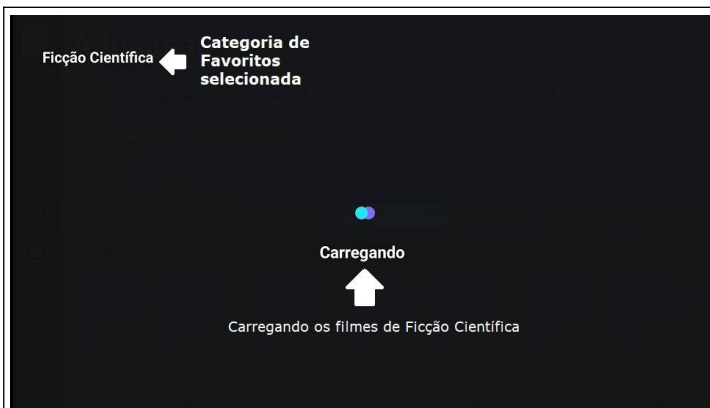 Ficção Científica
Categoria de
Favoritos
selecionada
Carregando
Carregando os filmes de Ficção Científica